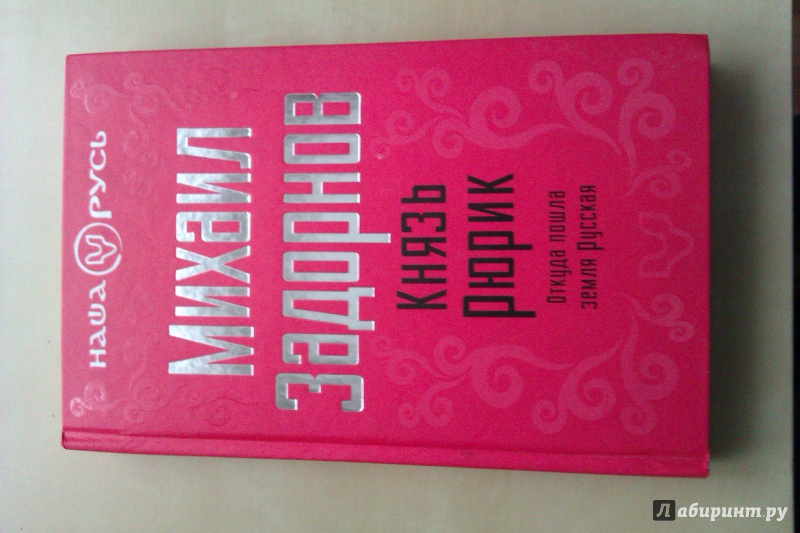 наша русь
Михаил
Задорнов
Князь
Рюрик
Откуда пошла
земля Русская
Лабиринт.ру